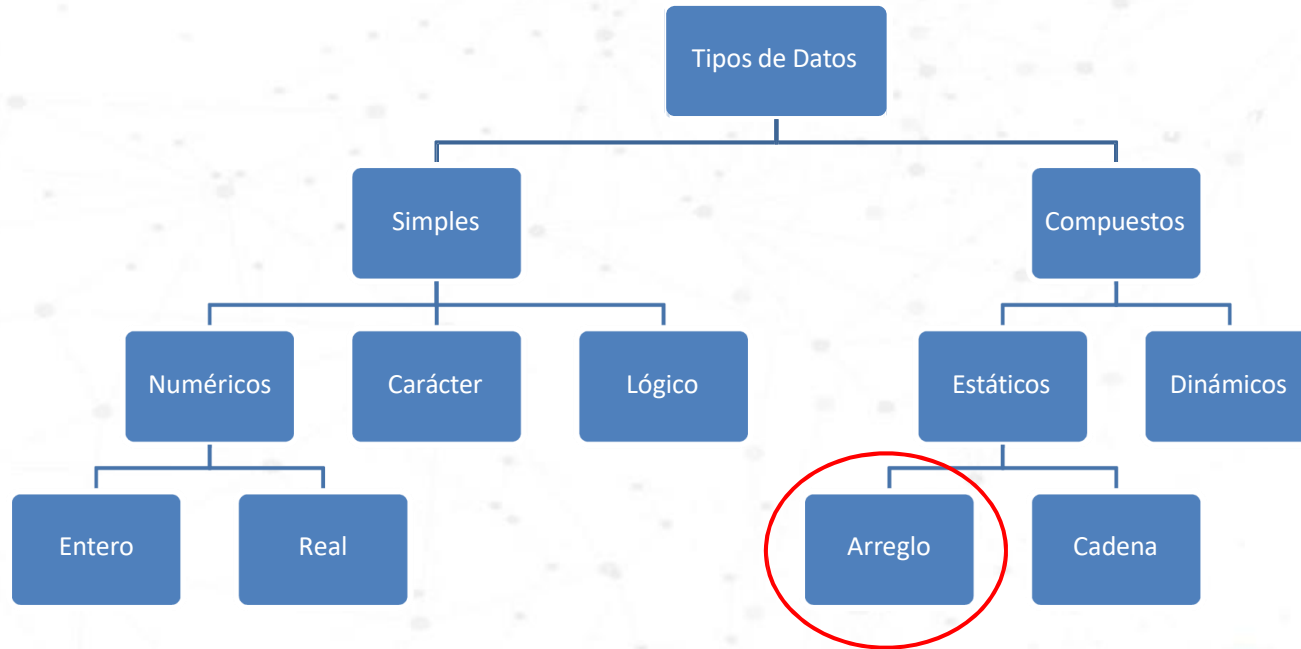 Tipos de Datos
Simples
Compuestos
Numéricos
Carácter
Lógico
Estáticos
Dinámicos
Entero
Real
Arreglo
Cadena